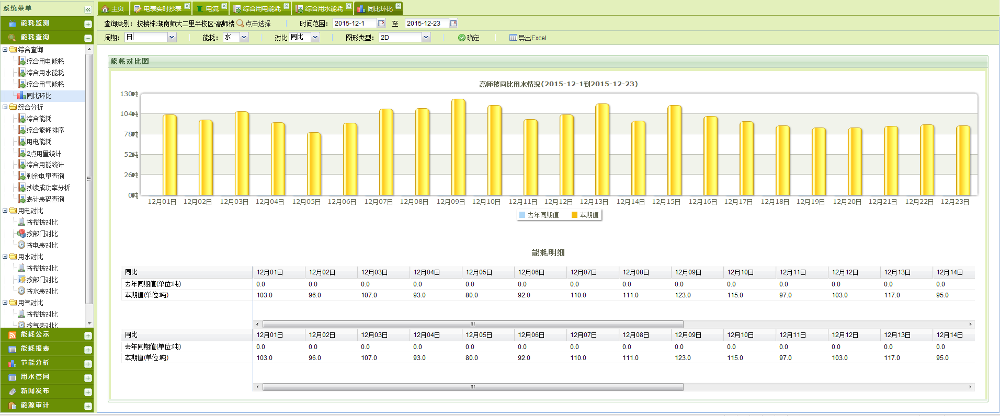 系统菜单
主页 电表实时抄表 电流 综合用电能耗 综合用水能耗 同比环比
能耗监测
能耗查询
查询类别: 按楼栋:湖南师大二里半校区-高师楼 点击选择 时间范围: 2015-12-1 至 2015-12-23
周期: 日 能耗: 水 对比 同比 图形类型: 2D 确定 导出Excel
综合查询
综合用电能耗
综合用水能耗
综合用气能耗
同比环比
综合分析
综合能耗
综合能耗排序
用电能耗
2点用量统计
综合用能统计
剩余电量查询
抄读成功率分析
表计表码查询
用电对比
按楼栋对比
按部门对比
按电表对比
用水对比
按楼栋对比
按部门对比
按水表对比
用气对比
按楼栋对比
按气表对比
能耗公示
能耗报表
节能分析
用水管网
新闻发布
能源审计
能耗对比图
高师楼同比用水情况(2015-12-1到2015-12-23)
130吨
104吨
78吨
52吨
26吨
0吨
12月01日 12月02日 12月03日 12月04日 12月05日 12月06日 12月07日 12月08日 12月09日 12月10日 12月11日 12月12日 12月13日 12月14日 12月15日 12月16日 12月17日 12月18日 12月19日 12月20日 12月21日 12月22日 12月23日
去年同期值 本期值
能耗明细
同比 12月01日 12月02日 12月03日 12月04日 12月05日 12月06日 12月07日 12月08日 12月09日 12月10日 12月11日 12月12日 12月13日 12月14日
去年同期值(单位:吨) 0.0 0.0 0.0 0.0 0.0 0.0 0.0 0.0 0.0 0.0 0.0 0.0 0.0 0.0
本期值(单位:吨) 103.0 96.0 107.0 93.0 80.0 92.0 110.0 111.0 123.0 115.0 97.0 103.0 117.0 95.0
同比 12月01日 12月02日 12月03日 12月04日 12月05日 12月06日 12月07日 12月08日 12月09日 12月10日 12月11日 12月12日 12月13日 12月14日
去年同期值(单位:吨) 0.0 0.0 0.0 0.0 0.0 0.0 0.0 0.0 0.0 0.0 0.0 0.0 0.0 0.0
本期值(单位:吨) 103.0 96.0 107.0 93.0 80.0 92.0 110.0 111.0 123.0 115.0 97.0 103.0 117.0 95.0